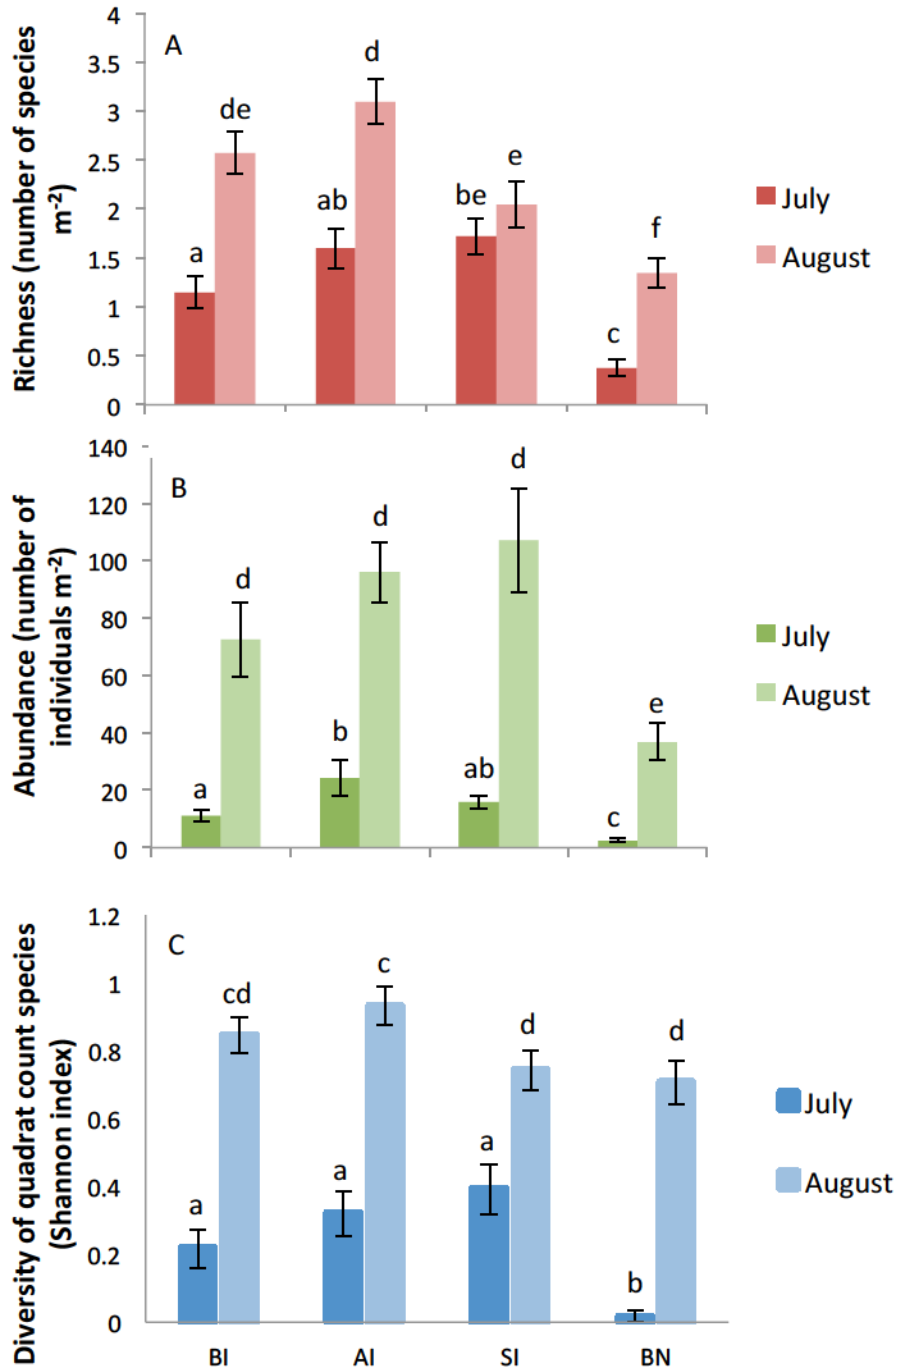 Richness (number of species
m-2)
4
3.5
3
2.5
2
1.5
1
0.5
0
A
a
de
ab
d
be
e
c
f
July
August
Abundance (number of
individuals m-2)
140
120
100
80
60
40
20
0
B
a
d
b
d
ab
d
c
e
July
August
Diversity of quadrat count species
(Shannon index)
1.2
1
0.8
0.6
0.4
0.2
0
C
a
cd
a
c
a
d
b
d
July
August
BI
AI
SI
BN